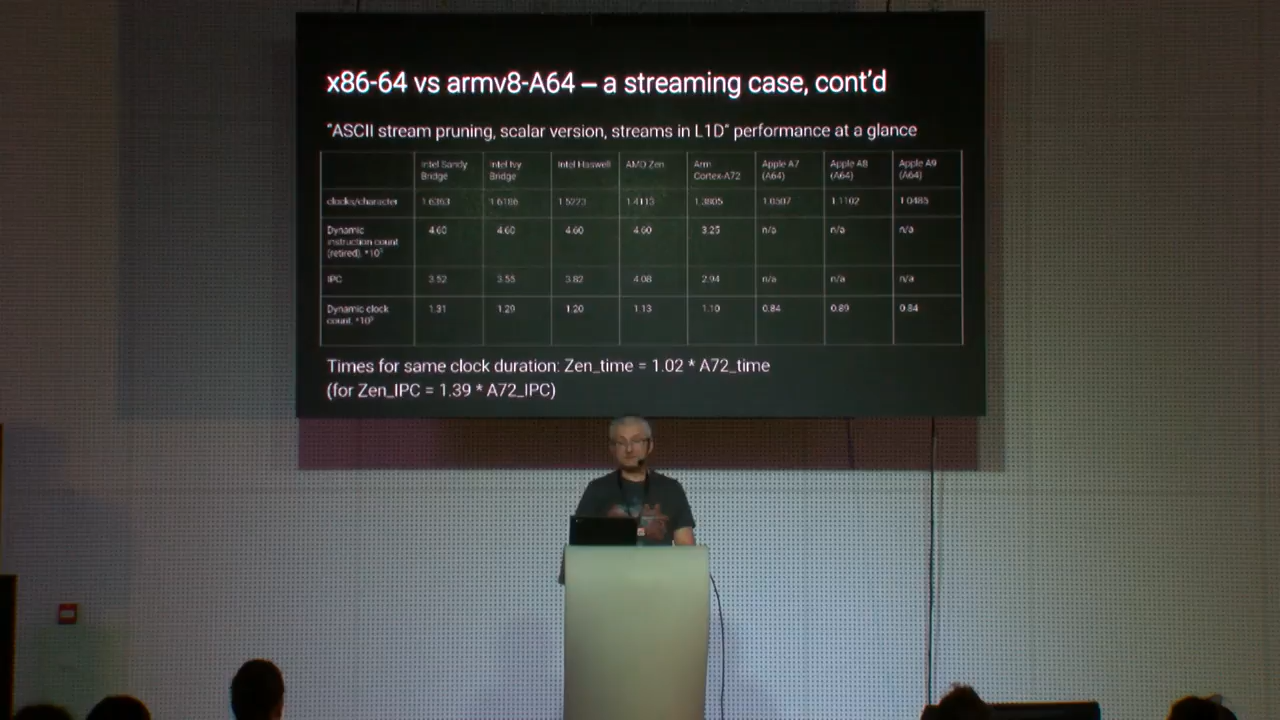 x86-64 vs armv8-A64 – a streaming case, cont'd
"ASCII stream pruning, scalar version, streams in L1D" performance at a glance
Intel Sandy Bridge
Intel Ivy Bridge
Intel Haswell
AMD Zen
Arm Cortex-A72
Apple A7 (A64)
Apple A8 (A64)
Apple A9 (A64)
clocks/character 1.6363 1.6186 1.5223 1.4113 1.3805 1.0507 1.1102 1.0485
Dynamic instruction count (retired), *10⁹ 4.60 4.60 4.60 4.60 3.25 n/a n/a n/a
IPC 3.52 3.55 3.82 4.08 2.94 n/a n/a n/a
Dynamic clock count, *10⁹ 1.31 1.29 1.20 1.13 1.10 0.84 0.89 0.84
Times for same clock duration: Zen_time = 1.02 * A72_time
(for Zen_IPC = 1.39 * A72_IPC)